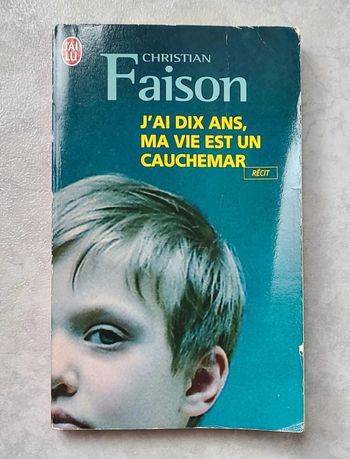 J'AI
LU
CHRISTIAN
Faison
J'AI DIX ANS,
MA VIE EST UN
CAUCHEMAR
RÉCIT